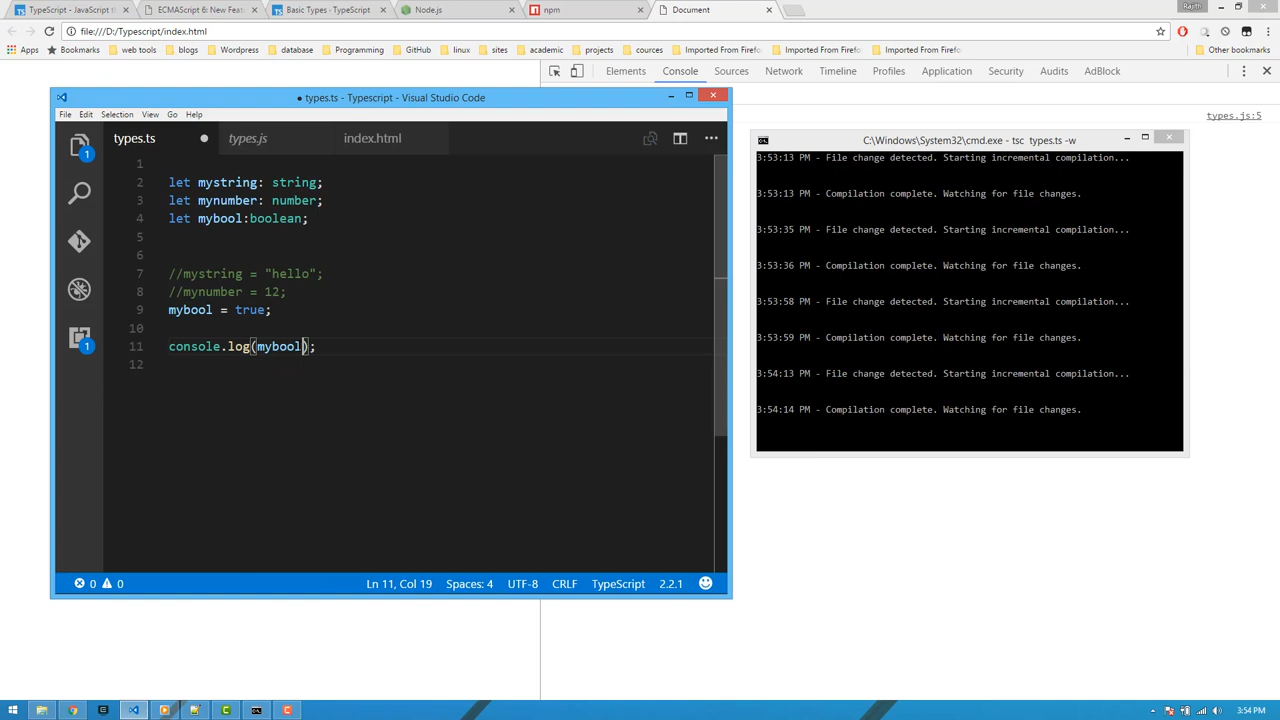 TypeScript - JavaScript t
ECMAScript 6: New Featur
Basic Types - TypeScript
Node.js
npm
Document
Rajith
file:///D:/Typescript/index.html
Apps
Bookmarks
web tools
blogs
Wordpress
database
Programming
GitHub
linux
sites
academic
projects
cources
Imported From Firefo
Imported From Firefo
Imported From Firefo
Other bookmarks
Elements
Console
Sources
Network
Timeline
Profiles
Application
Security
Audits
AdBlock
types.js:5
● types.ts - Typescript - Visual Studio Code
File
Edit
Selection
View
Go
Help
types.ts
types.js
index.html
1
1
1
2 let mystring: string;
3 let mynumber: number;
4 let mybool:boolean;
5
6
7 //mystring = "hello";
8 //mynumber = 12;
9 mybool = true;
10
11 console.log(mybool);
12
0
0
Ln 11, Col 19
Spaces: 4
UTF-8
CRLF
TypeScript
2.2.1
C:\Windows\System32\cmd.exe - tsc types.ts -w
3:53:13 PM - File change detected. Starting incremental compilation...
3:53:13 PM - Compilation complete. Watching for file changes.
3:53:35 PM - File change detected. Starting incremental compilation...
3:53:36 PM - Compilation complete. Watching for file changes.
3:53:58 PM - File change detected. Starting incremental compilation...
3:53:59 PM - Compilation complete. Watching for file changes.
3:54:13 PM - File change detected. Starting incremental compilation...
3:54:14 PM - Compilation complete. Watching for file changes.
3:54 PM